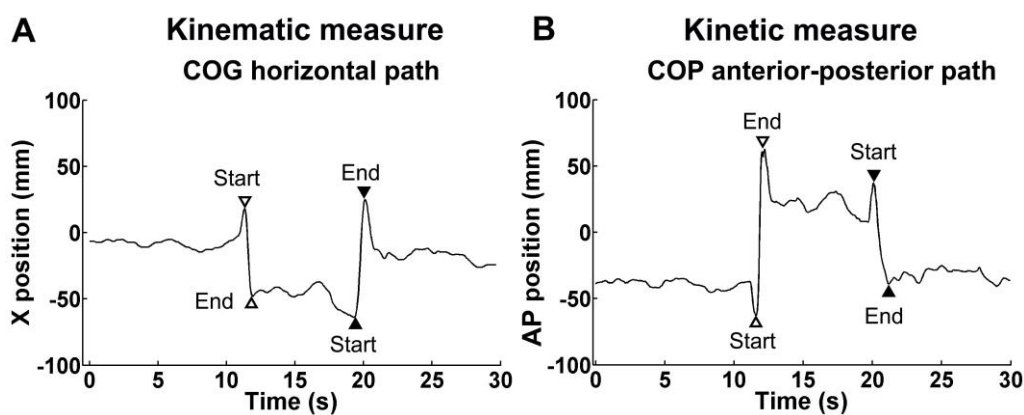 A
Kinematic measure
COG horizontal path
X position (mm)
100
50
0
-50
-100
Start
End
End
Start
0
5
10
15
20
25
30
Time (s)
B
Kinetic measure
COP anterior-posterior path
AP position (mm)
100
50
0
-50
-100
End
Start
Start
End
0
5
10
15
20
25
30
Time (s)